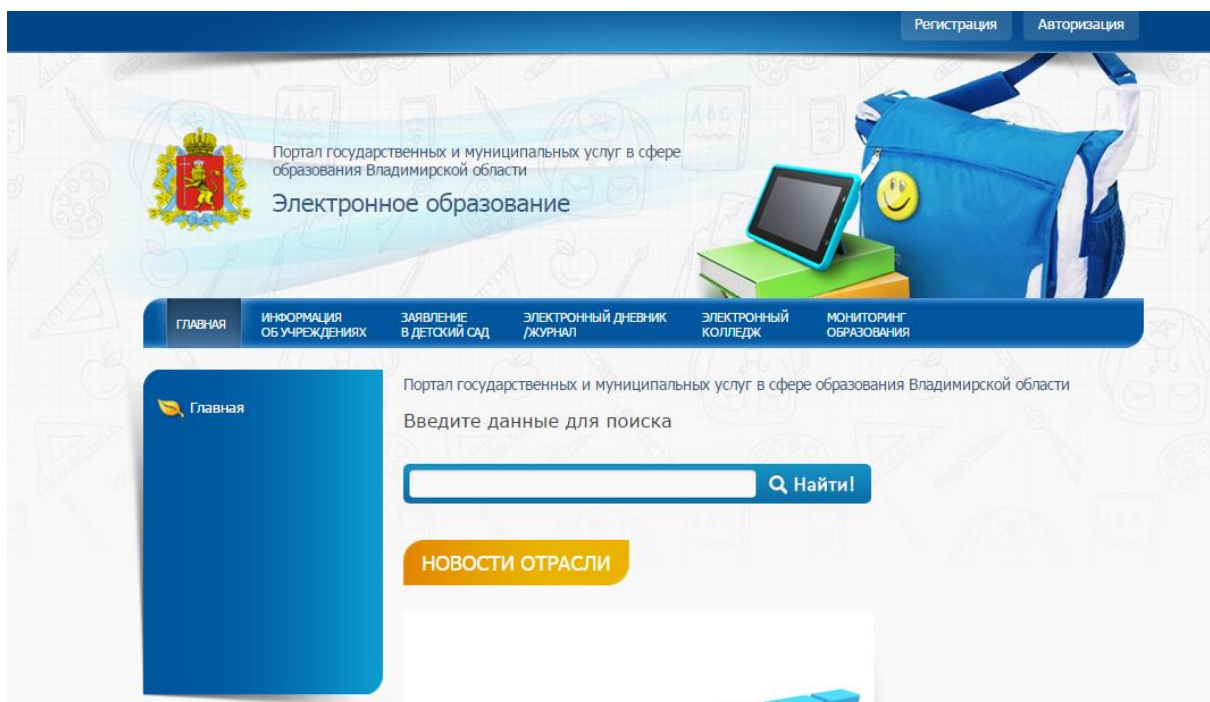 Регистрация
Авторизация
Портал государственных и муниципальных услуг в сфере
образования Владимирской области
Электронное образование
ГЛАВНАЯ
ИНФОРМАЦИЯ
ОБ УЧРЕЖДЕНИЯХ
ЗАЯВЛЕНИЕ
В ДЕТСКИЙ САД
ЭЛЕКТРОННЫЙ ДНЕВНИК
/ЖУРНАЛ
ЭЛЕКТРОННЫЙ
КОЛЛЕДЖ
МОНИТОРИНГ
ОБРАЗОВАНИЯ
Главная
Портал государственных и муниципальных услуг в сфере образования Владимирской области
Введите данные для поиска
Найти!
НОВОСТИ ОТРАСЛИ